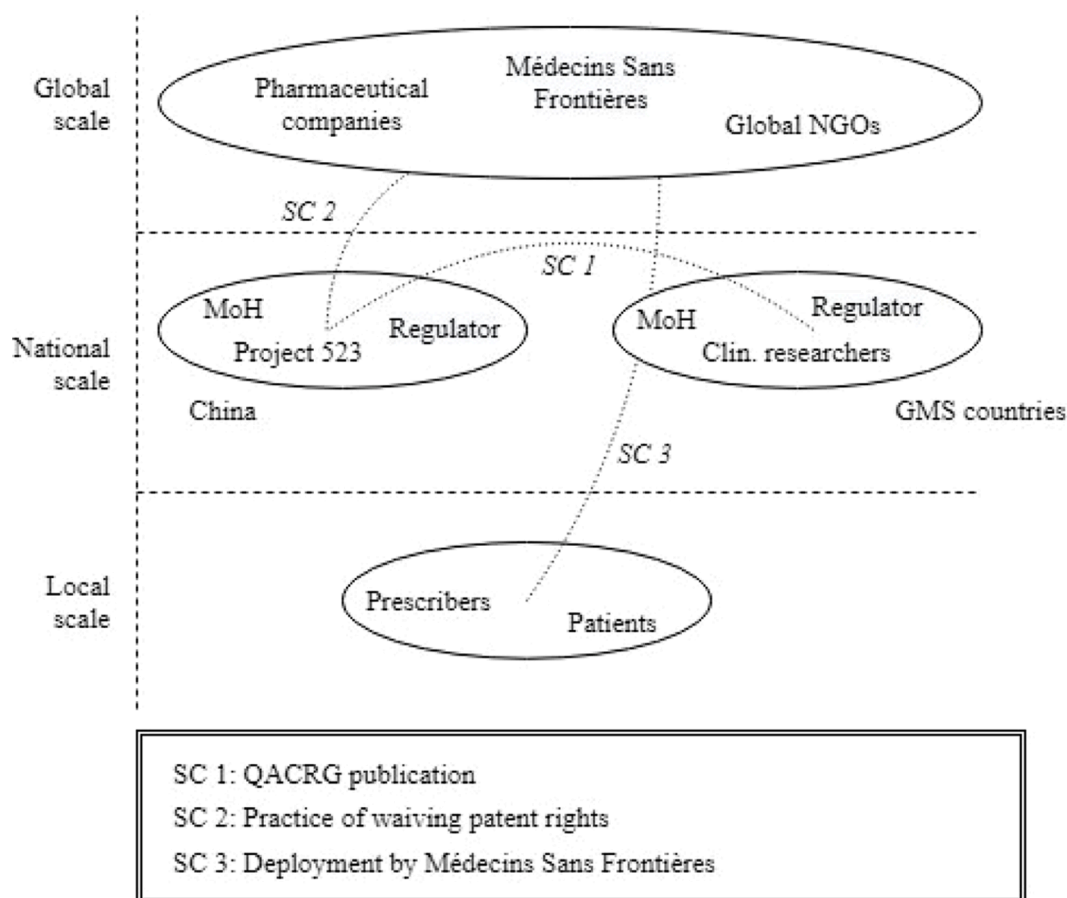 Global
scale
Pharmaceutical
companies
Médecins Sans
Frontières
Global NGOs
SC 2
SC 1
National
scale
MoH
Project 523
Regulator
China
MoH
Regulator
Clin. researchers
GMS countries
SC 3
Local
scale
Prescribers
Patients
SC 1: QACRG publication
SC 2: Practice of waiving patent rights
SC 3: Deployment by Médecins Sans Frontières